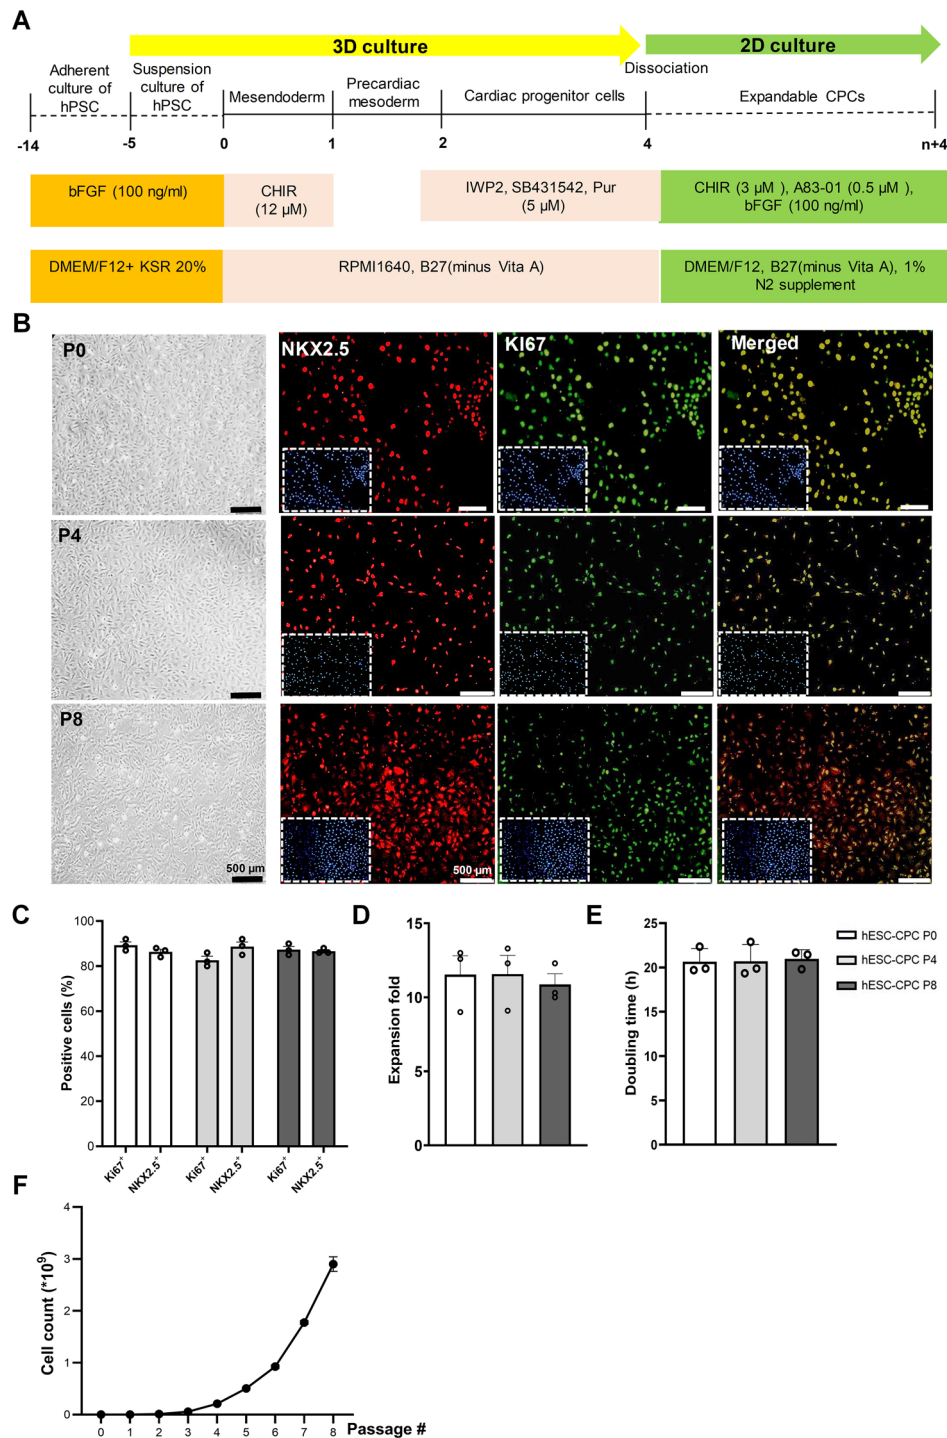 A
3D culture
2D culture
Adherent
culture of
hPSC
Suspension
culture of
hPSC
Mesendoderm
Precardiac
mesoderm
Cardiac progenitor cells
Dissociation
Expandable CPCs
-14
-5
0
1
2
4
n+4
bFGF (100 ng/ml)
CHIR
(12 µM)
IWP2, SB431542, Pur
(5 µM)
CHIR (3 µM ), A83-01 (0.5 µM ),
bFGF (100 ng/ml)
DMEM/F12+ KSR 20%
RPMI1640, B27(minus Vita A)
DMEM/F12, B27(minus Vita A), 1%
N2 supplement
B
P0
NKX2.5
KI67
Merged
P4
P8
500 µm
500 µm
C
Positive cells (%)
100
80
60
40
20
0
Ki67+
NKX2.5+
Ki67+
NKX2.5+
Ki67+
NKX2.5+
D
Expansion fold
15
10
5
0
E
Doubling time (h)
25
20
15
10
5
0
hESC-CPC P0
hESC-CPC P4
hESC-CPC P8
F
Cell count (*10⁹)
4
3
2
1
0
0 1 2 3 4 5 6 7 8
Passage #